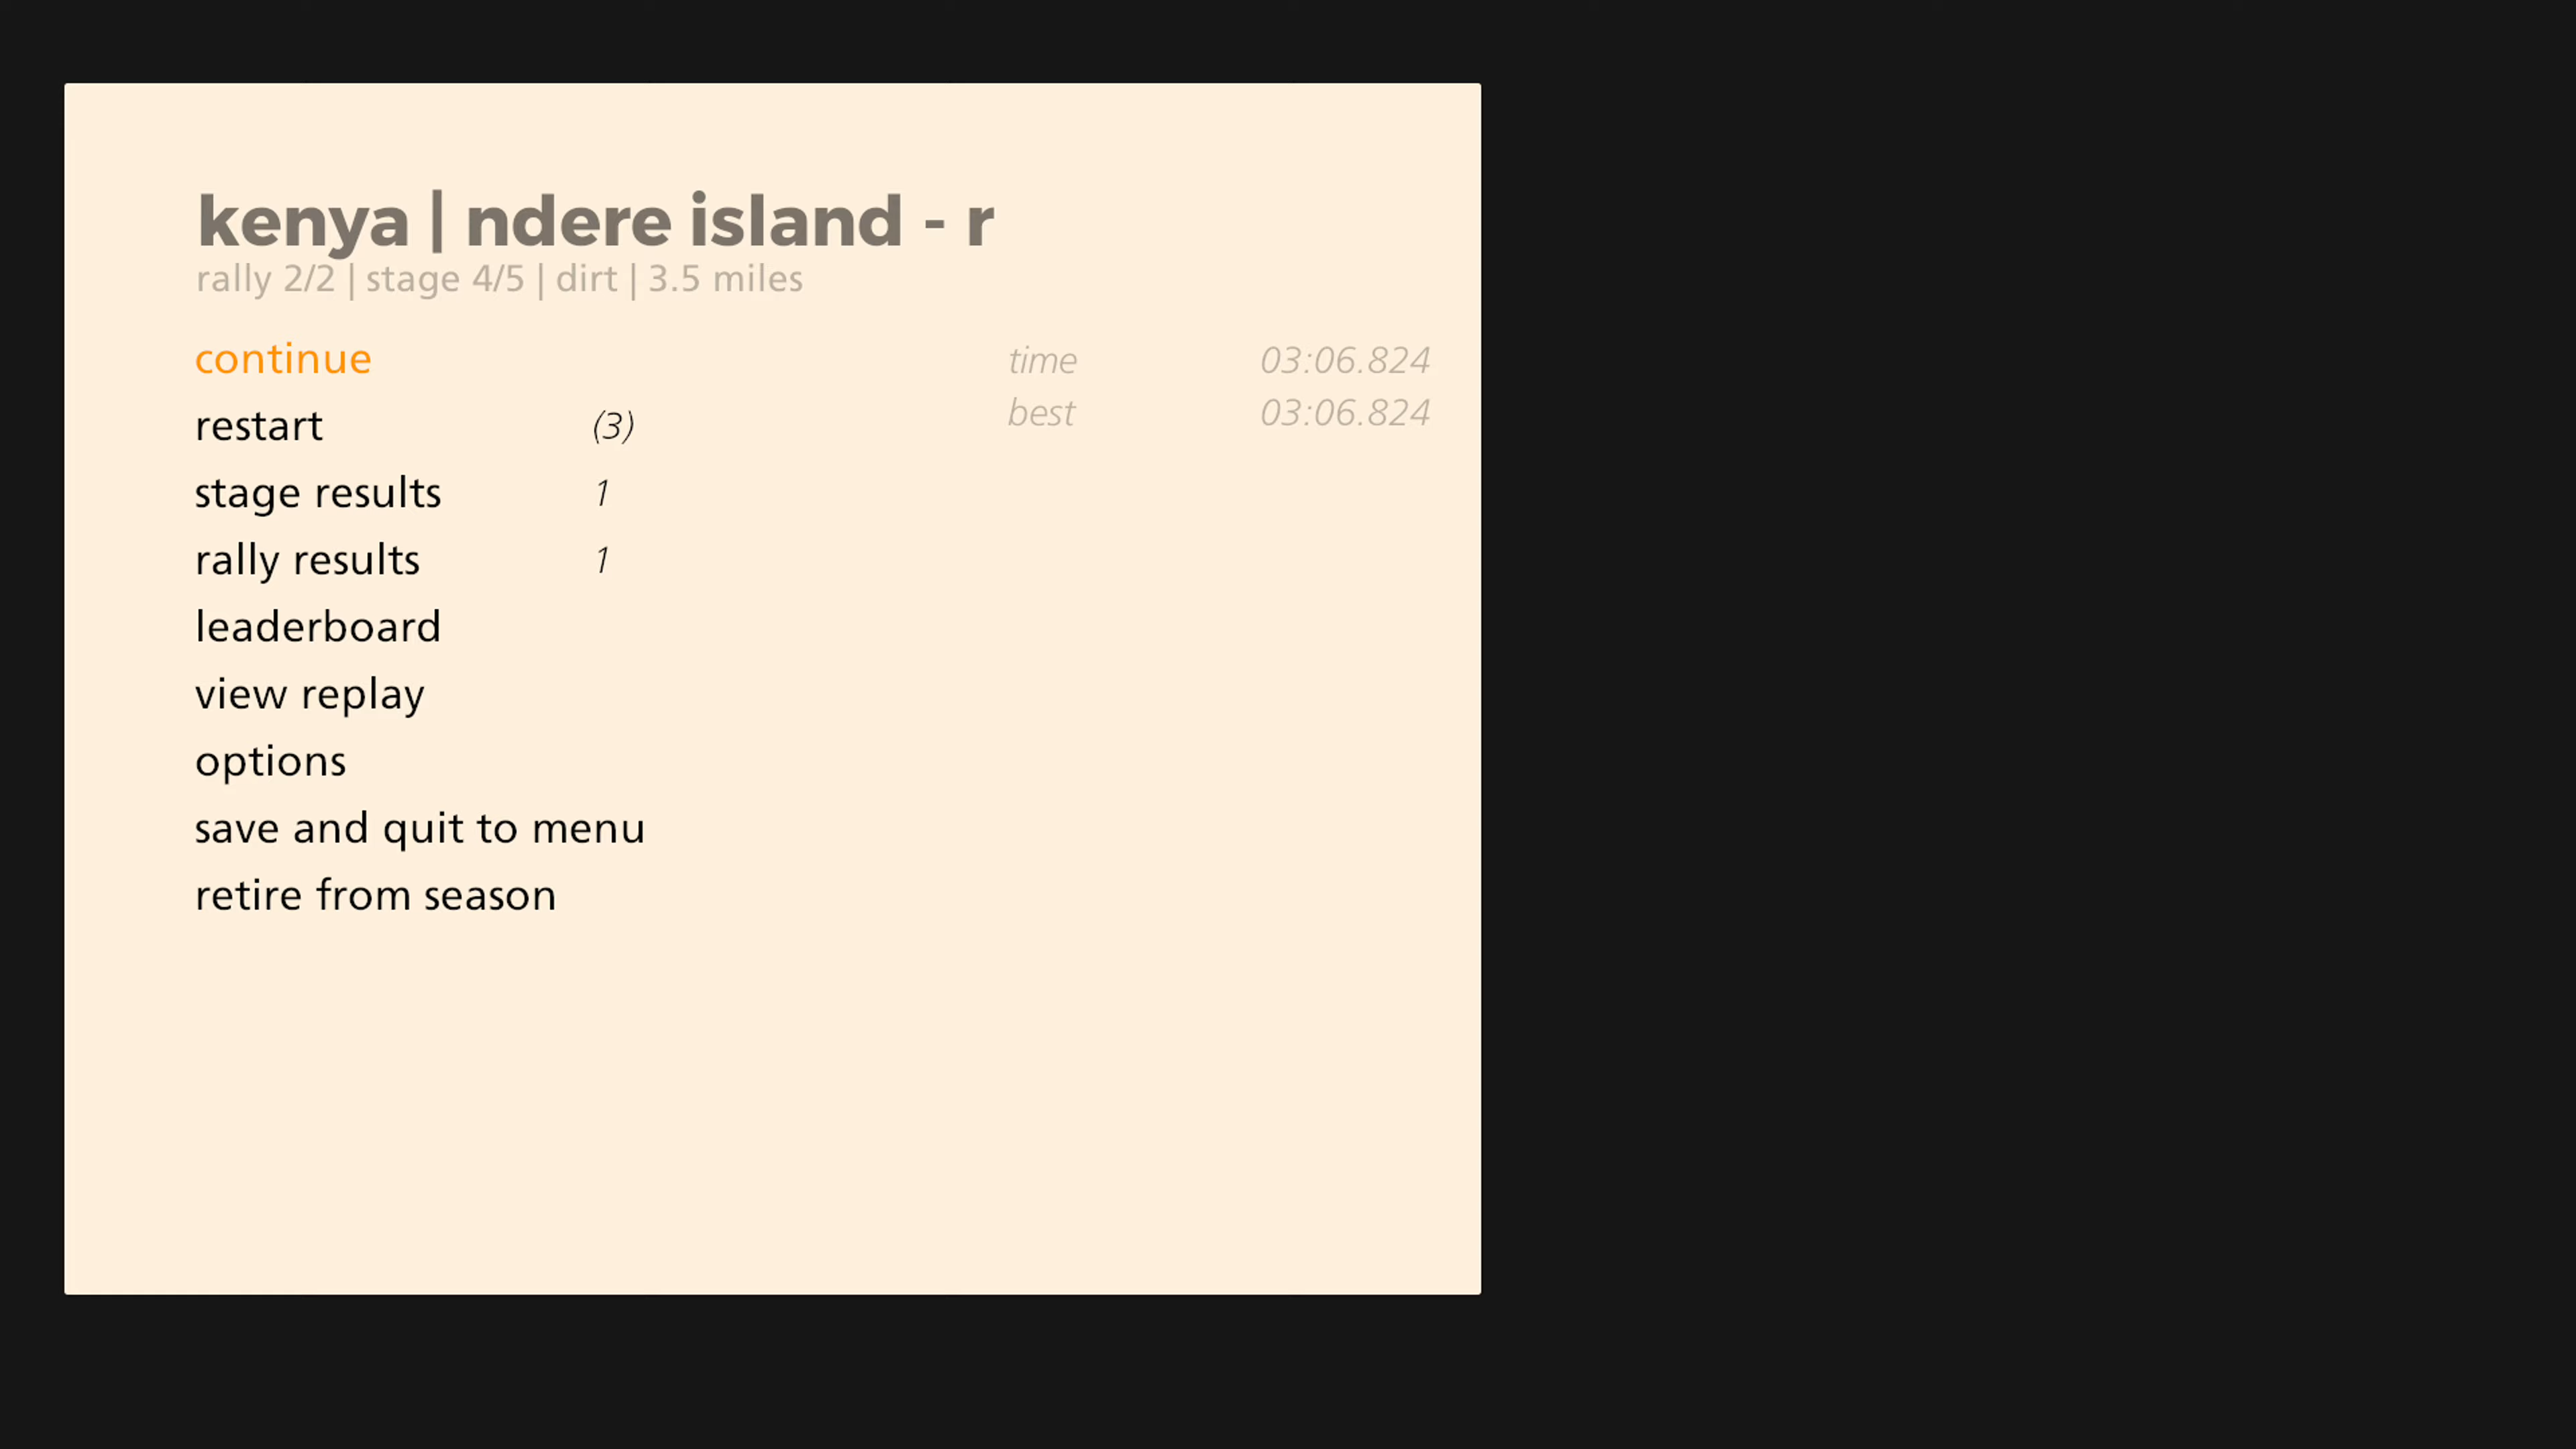 kenya | ndere island - r
rally 2/2 | stage 4/5 | dirt | 3.5 miles
continue
time 03:06.824
best 03:06.824
restart (3)
stage results 1
rally results 1
leaderboard
view replay
options
save and quit to menu
retire from season